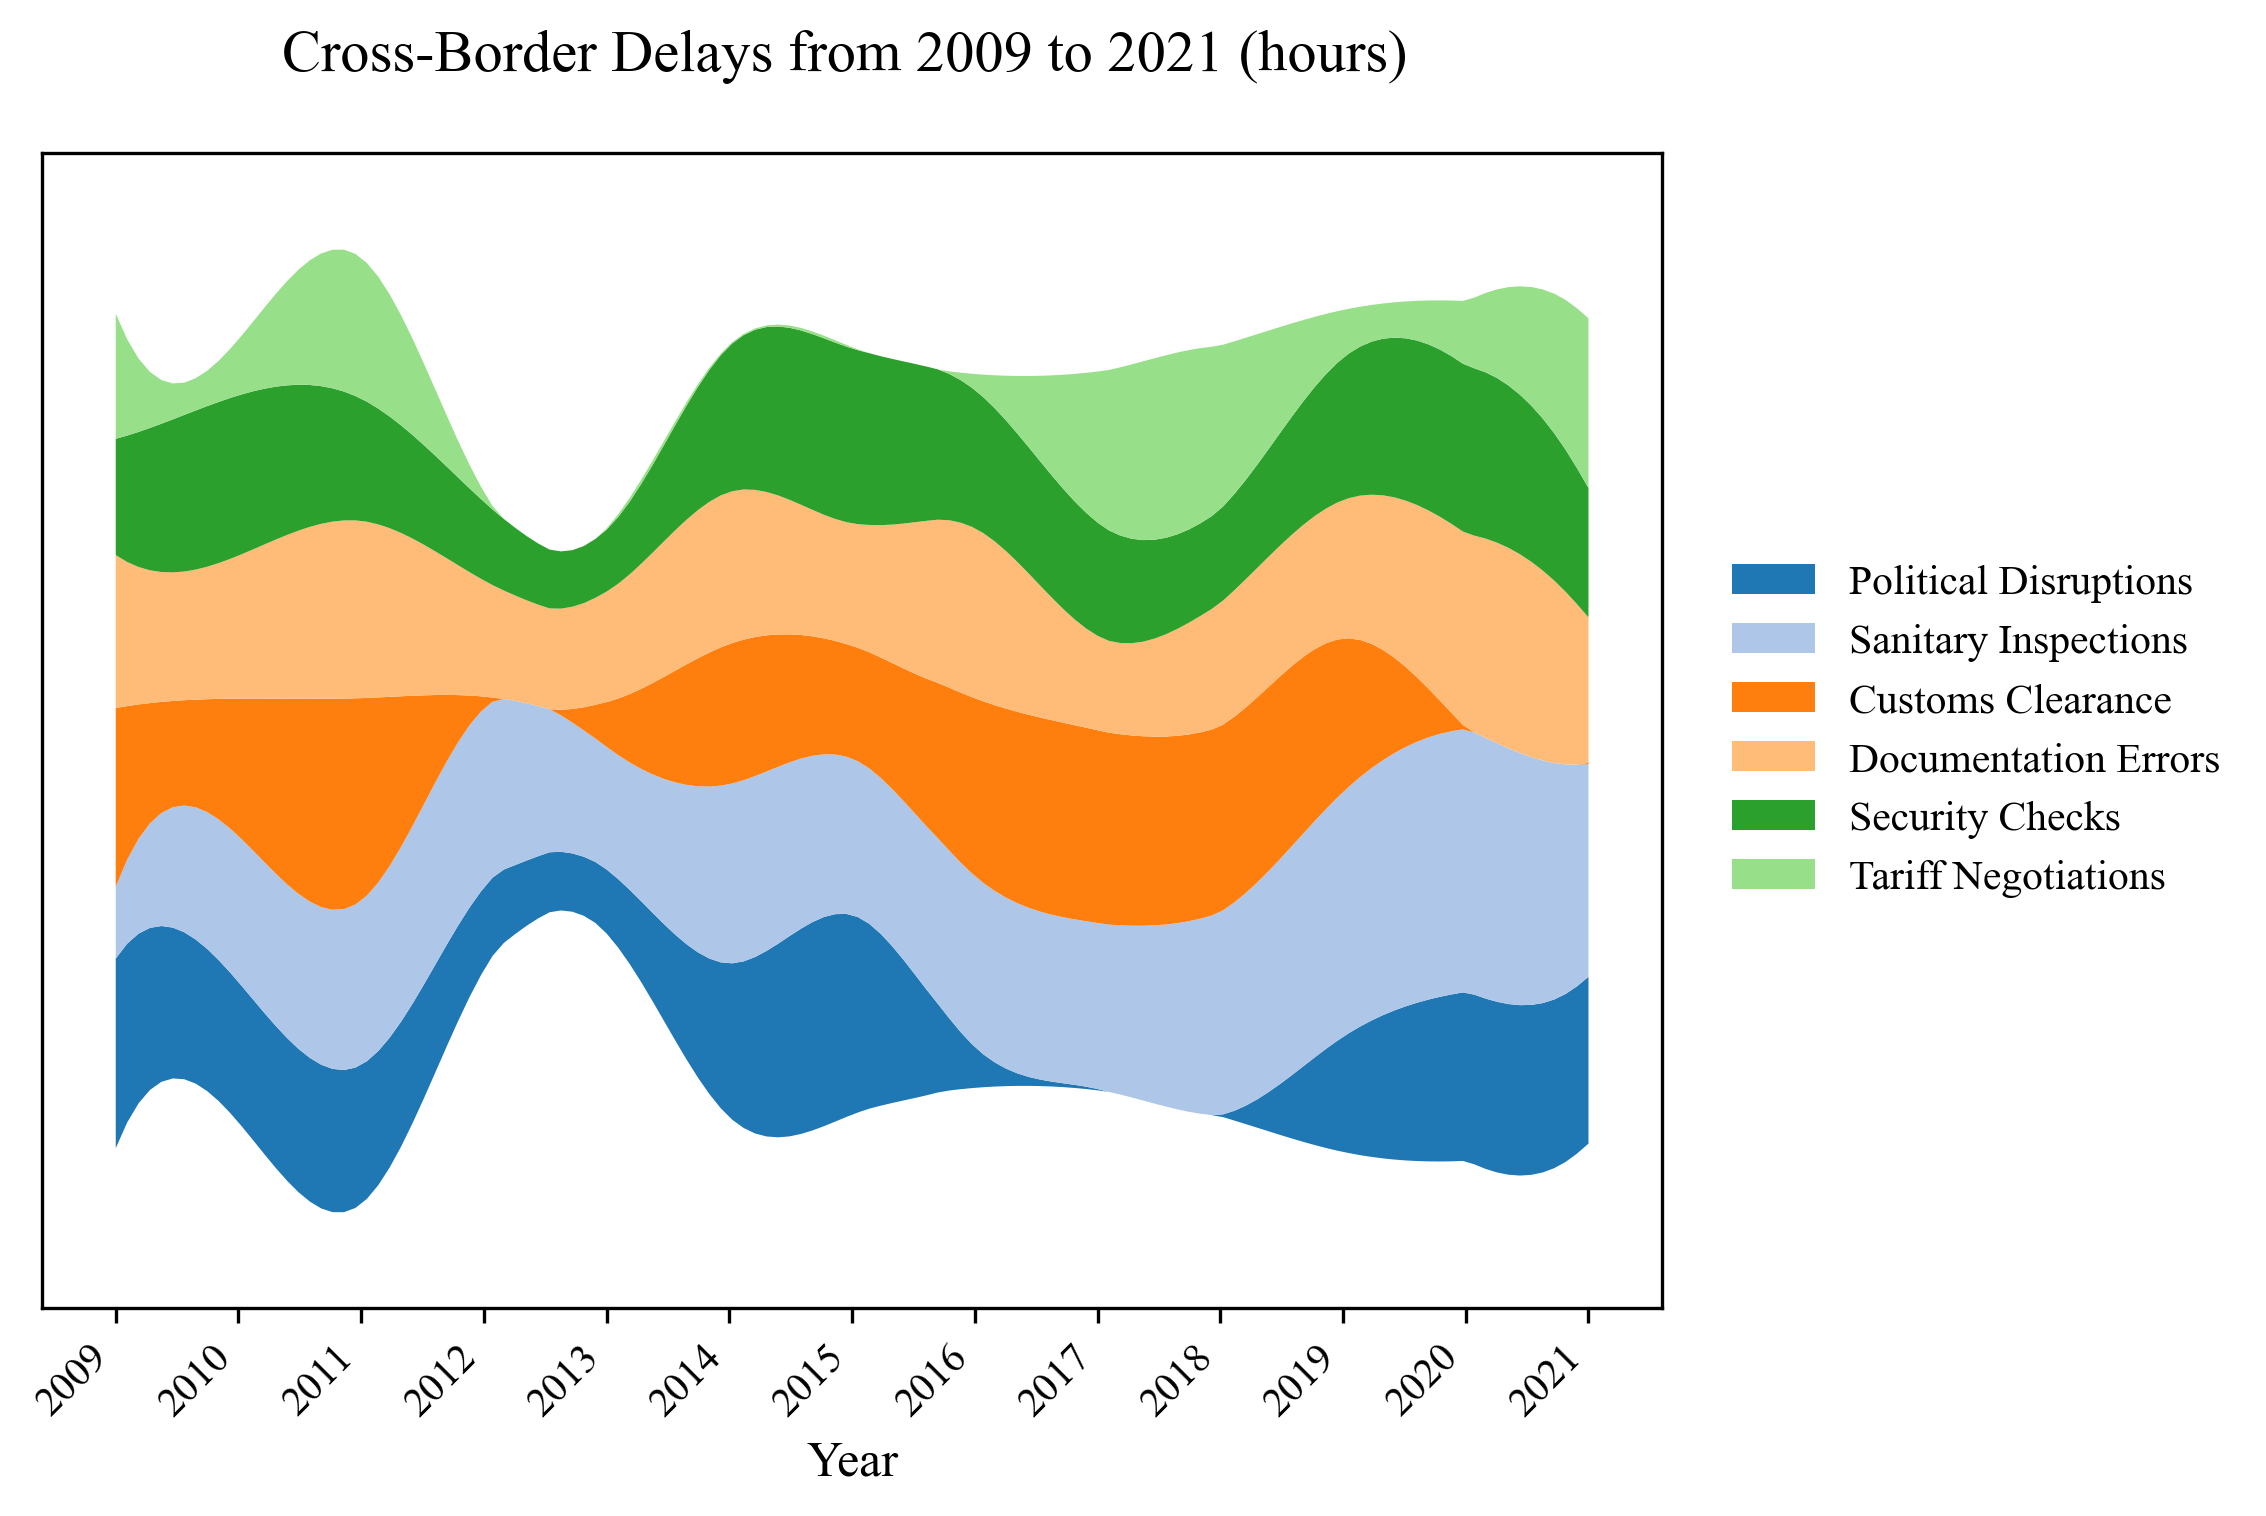 Cross-Border Delays from 2009 to 2021 (hours)
Political Disruptions
Sanitary Inspections
Customs Clearance
Documentation Errors
Security Checks
Tariff Negotiations
2009
2010
2011
2012
2013
2014
2015
2016
2017
2018
2019
2020
2021
Year